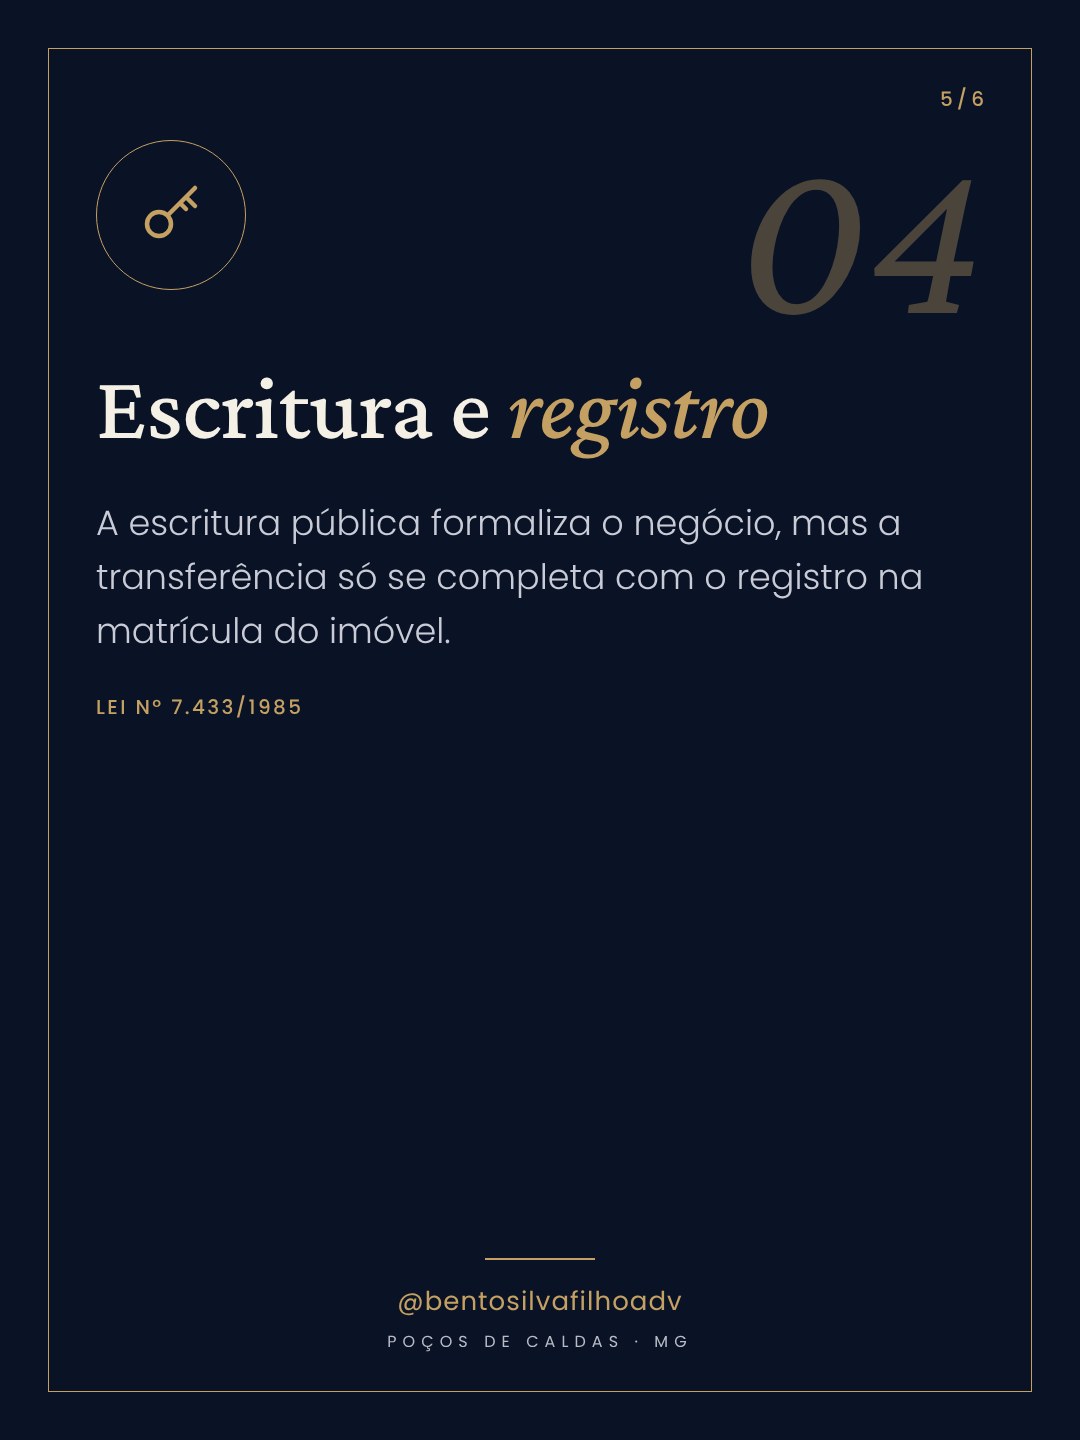 5 / 6
04
Escritura e registro
A escritura pública formaliza o negócio, mas a
transferência só se completa com o registro na
matrícula do imóvel.
LEI Nº 7.433/1985
@bentosilvafilhoadv
POÇOS DE CALDAS · MG